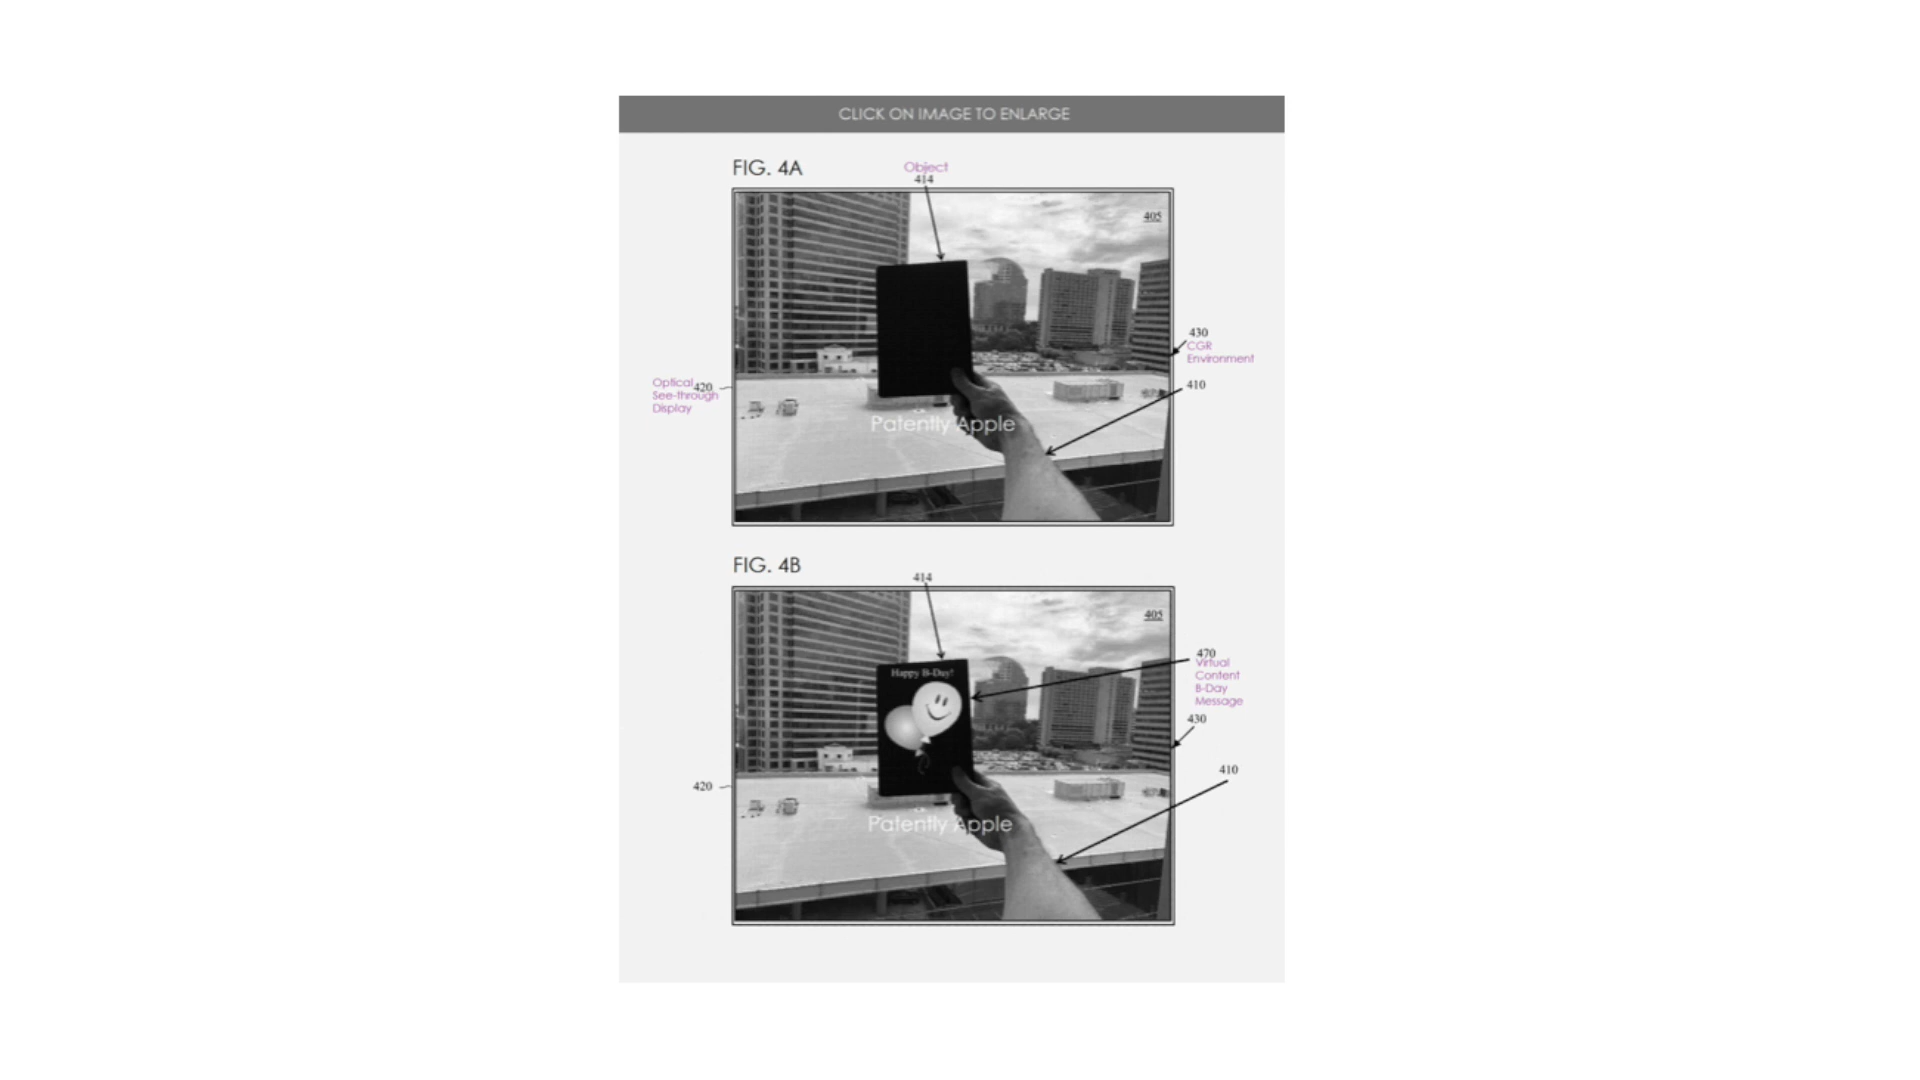 CLICK ON IMAGE TO ENLARGE
FIG. 4A
Object
414
405
430
CGR
Environment
410
Optical
420
See-through
Display
Patently Apple
FIG. 4B
414
405
Happy B-Day!
470
Virtual
Content
B-Day
Message
430
410
420
Patently Apple